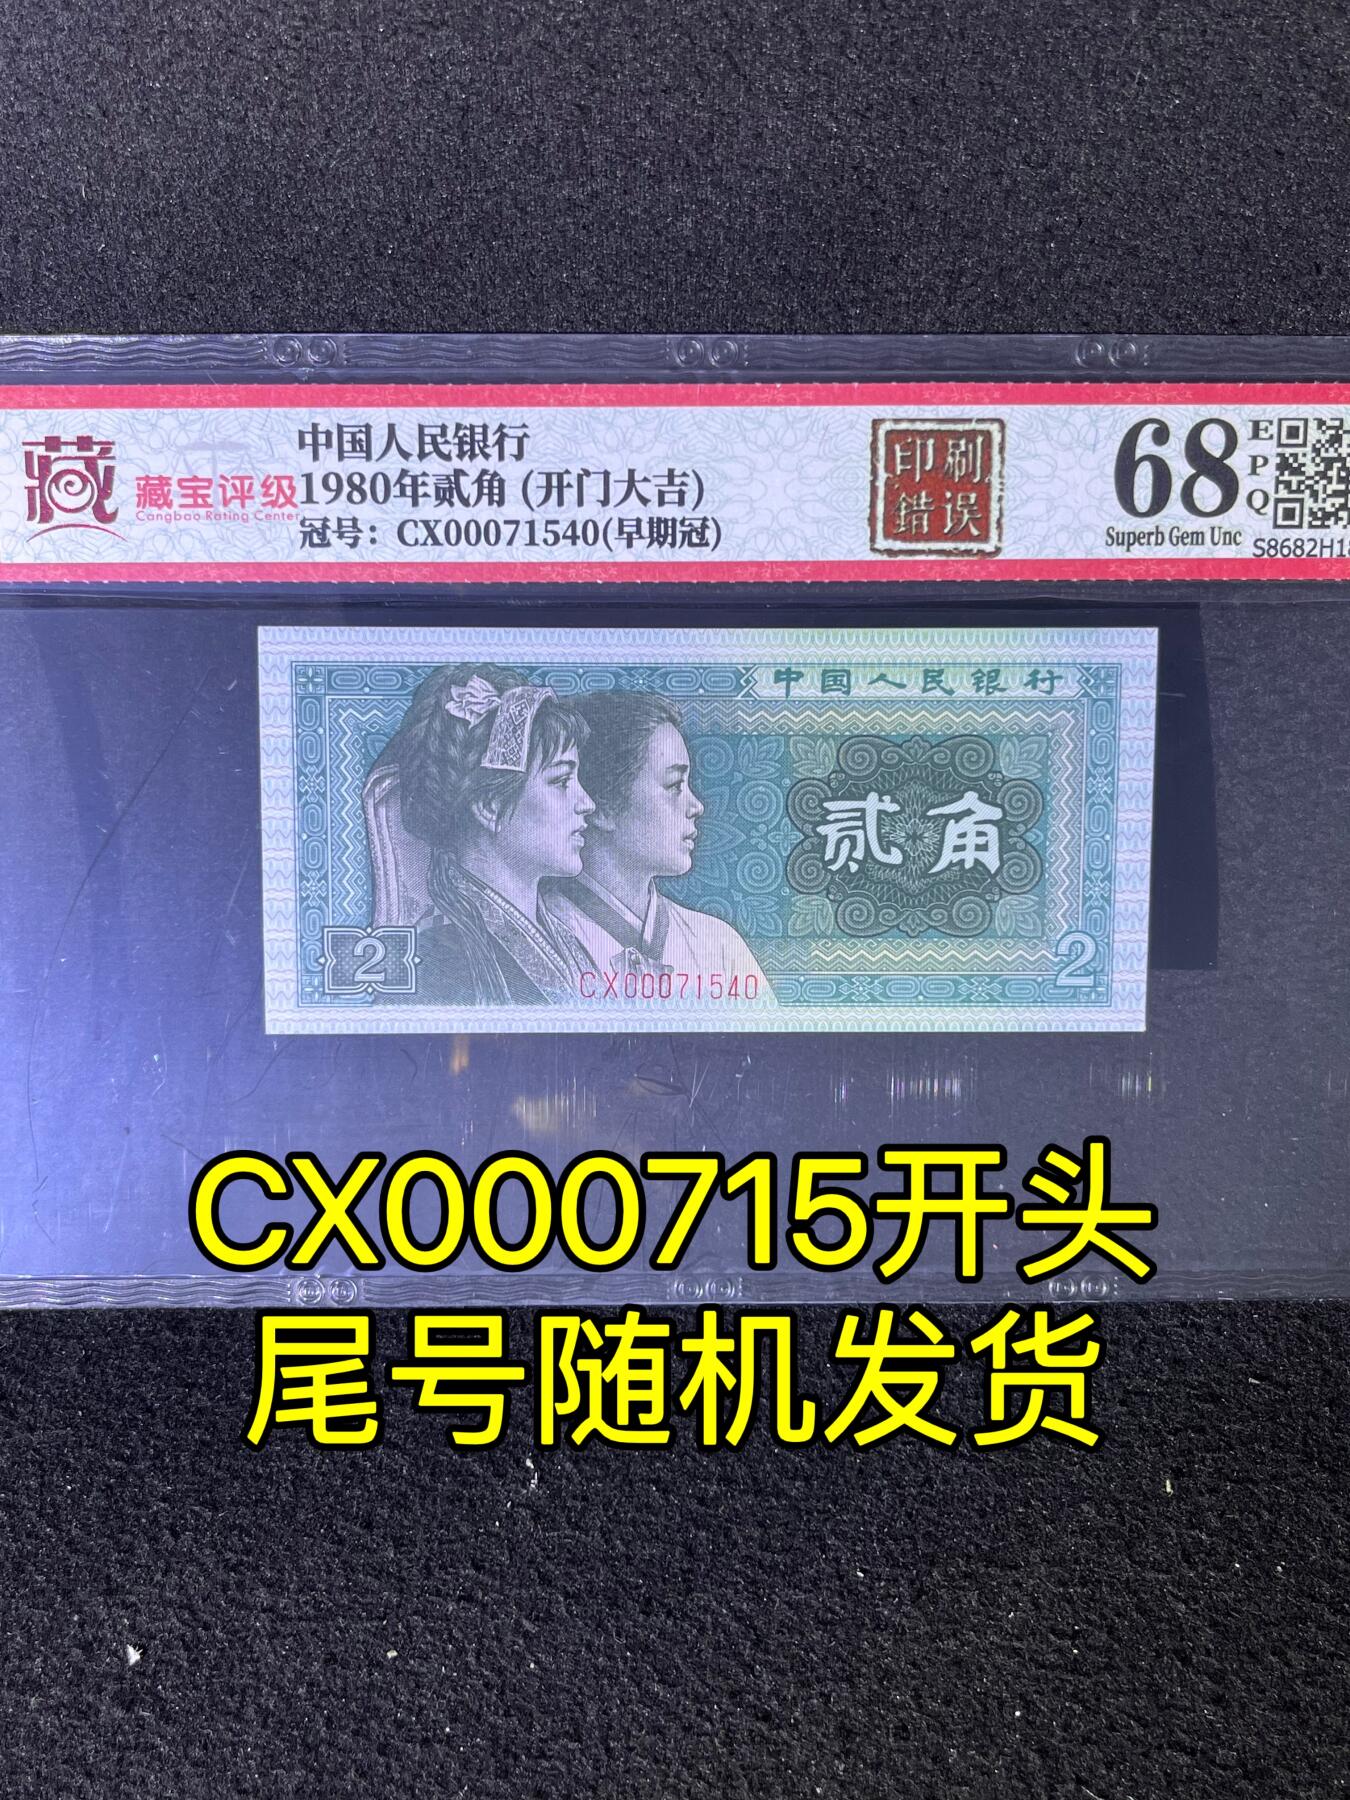 藏
藏宝评级
Cangbao Rating Center
中国人民银行
1980年贰角 (开门大吉)
冠号：CX00071540(早期冠)
印刷
錯误
68
EPQ
Superb Gem Unc
S8682H18
中国人民银行
贰角
2
2
CX00071540
CX000715开头
尾号随机发货